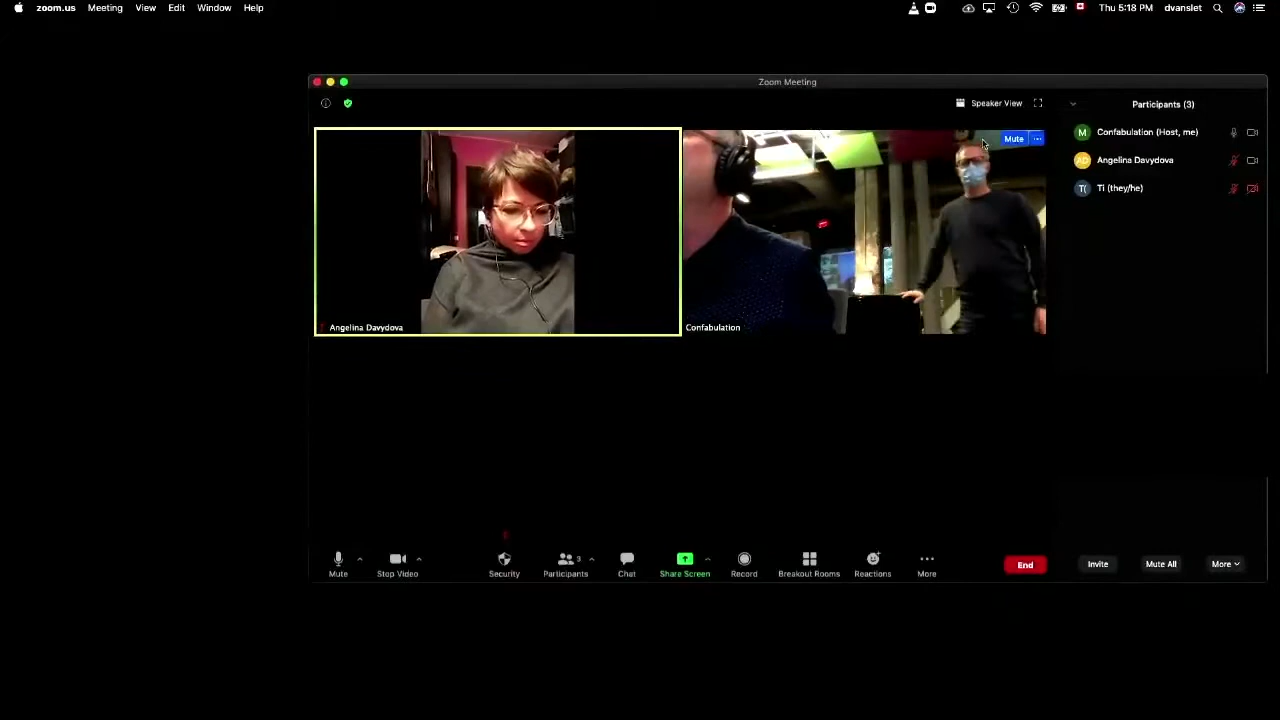 zoom.us Meeting View Edit Window Help Thu 5:18 PM dvanslet
Zoom Meeting
Speaker View
Participants (3)
Mute
M Confabulation (Host, me)
AD Angelina Davydova
T( Ti (they/he)
Angelina Davydova
Confabulation
Mute Stop Video Security Participants 3 Chat Share Screen Record Breakout Rooms Reactions More
End
Invite Mute All More